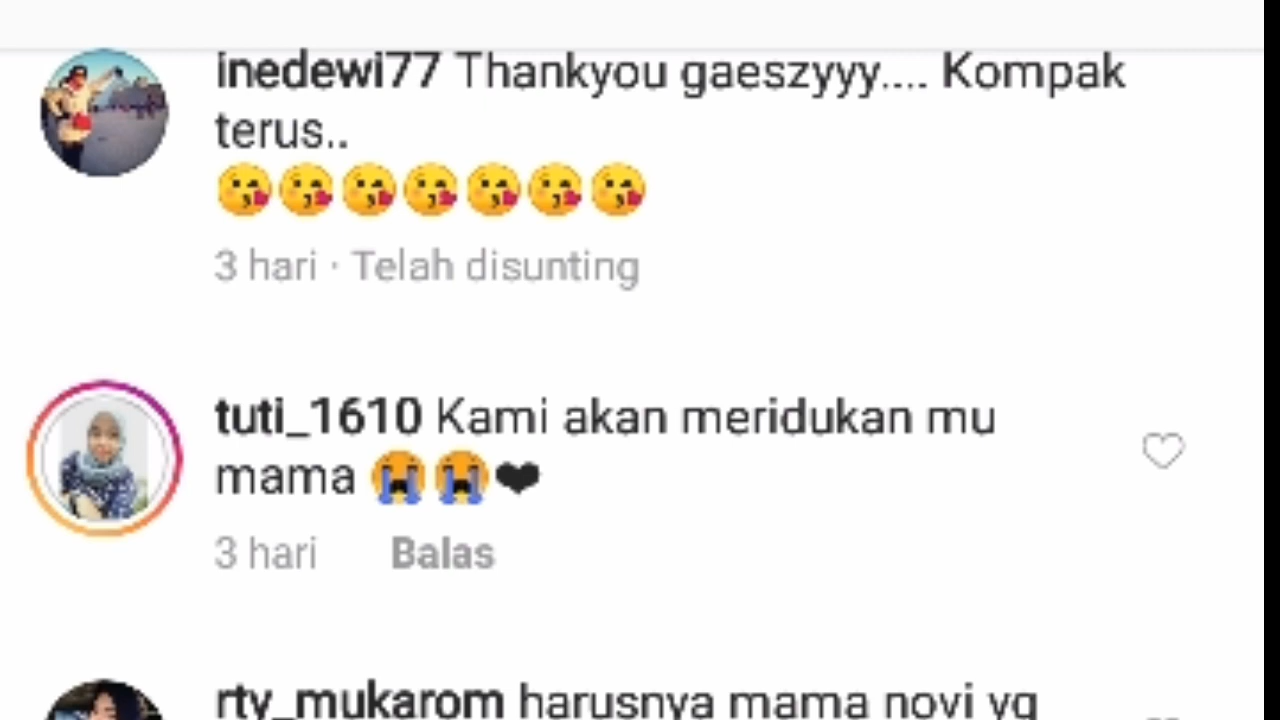 inedewi77 Thankyou gaeszyyy.... Kompak
terus..
😘😘😘😘😘😘😘
3 hari · Telah disunting
tuti_1610 Kami akan meridukan mu
mama 😭😭❤
3 hari Balas
rty_mukarom harusnya mama novi yg